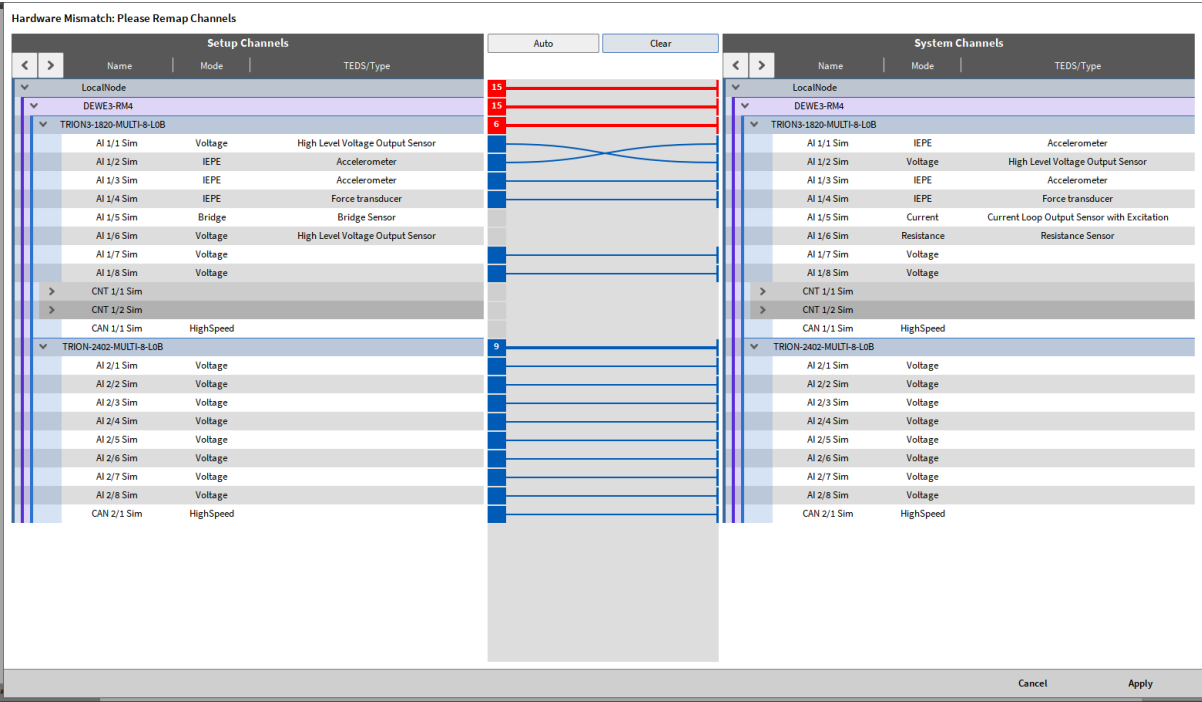 Hardware Mismatch: Please Remap Channels
Setup Channels Auto Clear System Channels
Name Mode TEDS/Type Name Mode TEDS/Type
LocalNode 15 LocalNode
DEWE3-RM4 15 DEWE3-RM4
TRION3-1820-MULTI-8-L0B 6 TRION3-1820-MULTI-8-L0B
AI 1/1 Sim Voltage High Level Voltage Output Sensor AI 1/1 Sim IEPE Accelerometer
AI 1/2 Sim IEPE Accelerometer AI 1/2 Sim Voltage High Level Voltage Output Sensor
AI 1/3 Sim IEPE Accelerometer AI 1/3 Sim IEPE Accelerometer
AI 1/4 Sim IEPE Force transducer AI 1/4 Sim IEPE Force transducer
AI 1/5 Sim Bridge Bridge Sensor AI 1/5 Sim Current Current Loop Output Sensor with Excitation
AI 1/6 Sim Voltage High Level Voltage Output Sensor AI 1/6 Sim Resistance Resistance Sensor
AI 1/7 Sim Voltage AI 1/7 Sim Voltage
AI 1/8 Sim Voltage AI 1/8 Sim Voltage
CNT 1/1 Sim CNT 1/1 Sim
CNT 1/2 Sim CNT 1/2 Sim
CAN 1/1 Sim HighSpeed CAN 1/1 Sim HighSpeed
TRION-2402-MULTI-8-L0B 9 TRION-2402-MULTI-8-L0B
AI 2/1 Sim Voltage AI 2/1 Sim Voltage
AI 2/2 Sim Voltage AI 2/2 Sim Voltage
AI 2/3 Sim Voltage AI 2/3 Sim Voltage
AI 2/4 Sim Voltage AI 2/4 Sim Voltage
AI 2/5 Sim Voltage AI 2/5 Sim Voltage
AI 2/6 Sim Voltage AI 2/6 Sim Voltage
AI 2/7 Sim Voltage AI 2/7 Sim Voltage
AI 2/8 Sim Voltage AI 2/8 Sim Voltage
CAN 2/1 Sim HighSpeed CAN 2/1 Sim HighSpeed
Cancel Apply